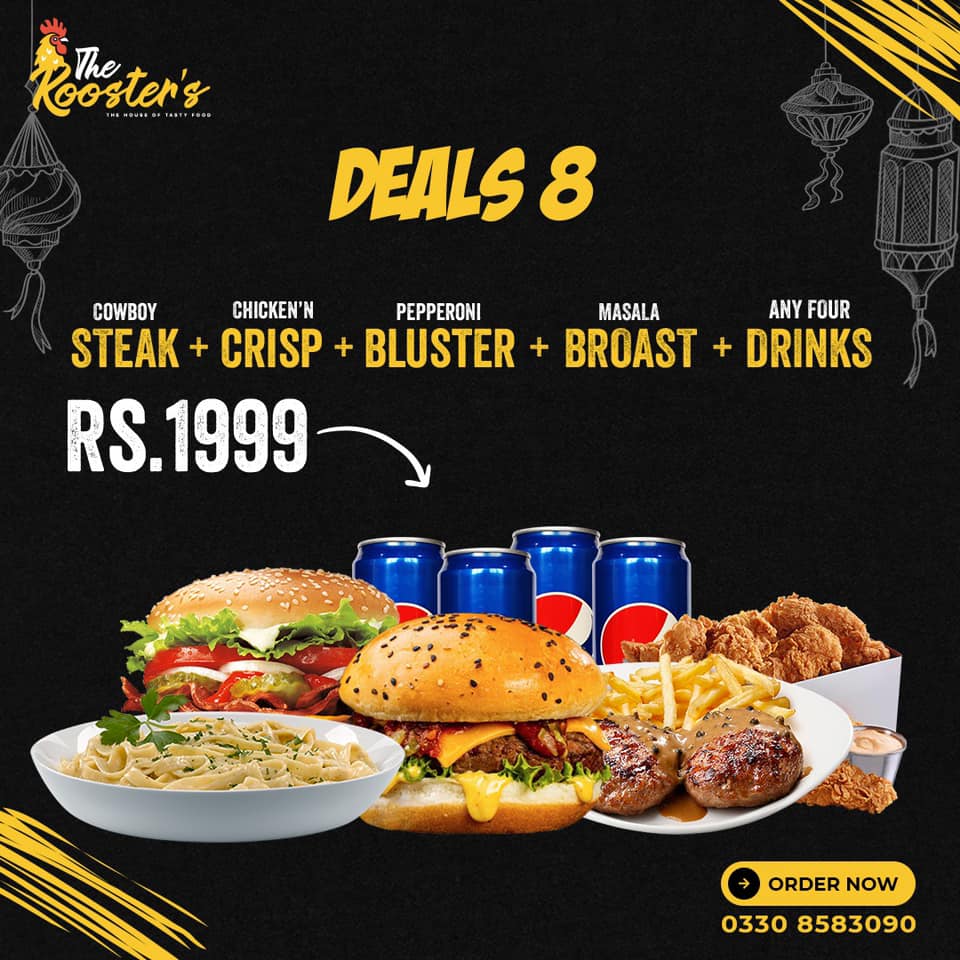 The
Rooster's
THE HOUSE OF TASTY FOOD
DEALS 8
COWBOY CHICKEN'N PEPPERONI MASALA ANY FOUR
STEAK + CRISP + BLUSTER + BROAST + DRINKS
RS.1999
ORDER NOW
0330 8583090